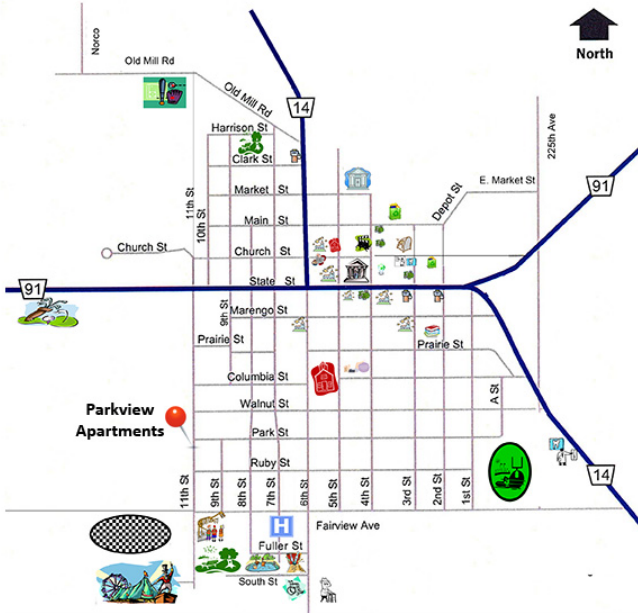 Norco
Old Mill Rd
Old Mill Rd
14
North
225th Ave
Harrison St
Clark St
Market St
E. Market St
91
11th St
10th St
Main St
Depot St
Church St
Church St
91
State St
9th St
Marengo St
Prairie St
Prairie St
Columbia St
A St
Walnut St
Parkview
Apartments
Park St
Ruby St
14
11th St
9th St
8th St
7th St
6th St
5th St
4th St
3rd St
2nd St
1st St
H
Fairview Ave
Fuller St
South St